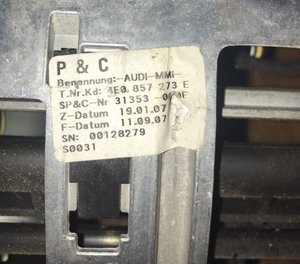 P & C
Benennung: AUDI-MMI
T.Nr.Kd: 4E0 857 273 E
SP&C-Nr 31353 -060F
Z-Datum 19.01.07
F-Datum 11.09.07
SN: 00128279
S0031